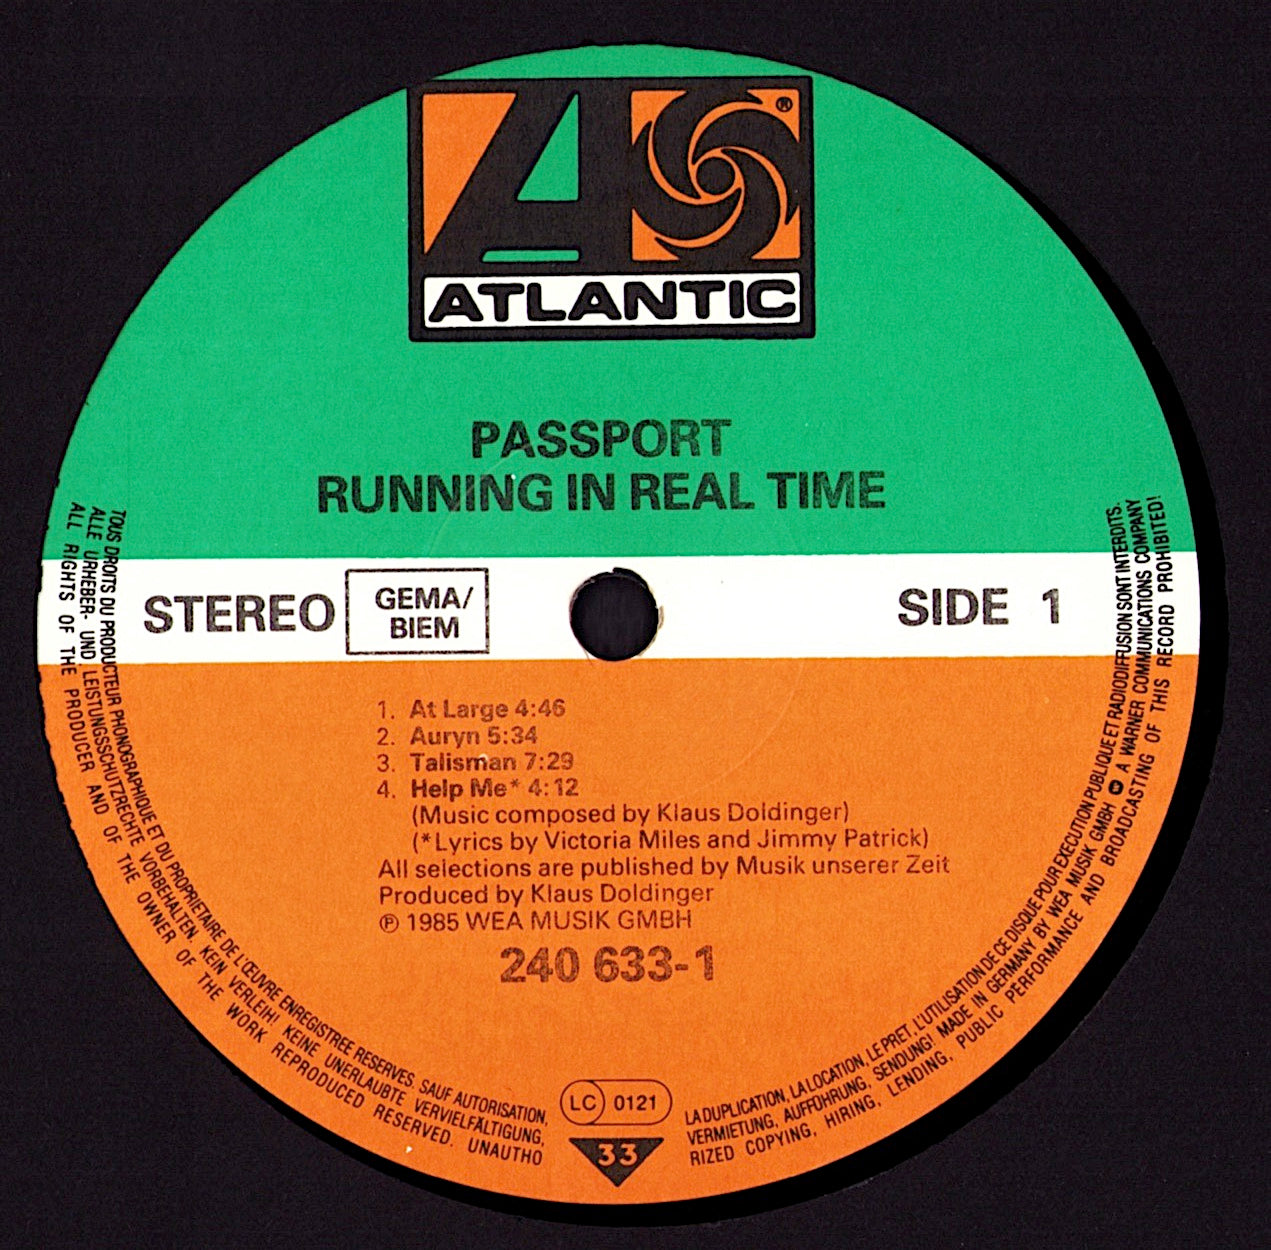 ®
ATLANTIC
PASSPORT
RUNNING IN REAL TIME
STEREO
GEMA/
BIEM
SIDE 1
1. At Large 4:46
2. Auryn 5:34
3. Talisman 7:29
4. Help Me* 4:12
(Music composed by Klaus Doldinger)
(*Lyrics by Victoria Miles and Jimmy Patrick)
All selections are published by Musik unserer Zeit
Produced by Klaus Doldinger
℗ 1985 WEA MUSIK GMBH
240 633-1
LC 0121
33
TOUS DROITS DU PRODUCTEUR PHONOGRAPHIQUE ET DU PROPRIETAIRE DE L'ŒUVRE ENREGISTREE RESERVES. SAUF AUTORISATION, LA DUPLICATION, LA LOCATION, LE PRET, L'UTILISATION DE CE DISQUE POUR EXECUTION PUBLIQUE ET RADIODIFFUSION SONT INTERDITS.
ALLE URHEBER- UND LEISTUNGSSCHUTZRECHTE VORBEHALTEN. KEIN VERLEIH! KEINE UNERLAUBTE VERVIELFÄLTIGUNG, VERMIETUNG, AUFFÜHRUNG, SENDUNG! MADE IN GERMANY BY WEA MUSIK GMBH A WARNER COMMUNICATIONS COMPANY
ALL RIGHTS OF THE PRODUCER AND OF THE OWNER OF THE WORK REPRODUCED RESERVED. UNAUTHORIZED COPYING, HIRING, LENDING, PUBLIC PERFORMANCE AND BROADCASTING OF THIS RECORD PROHIBITED!